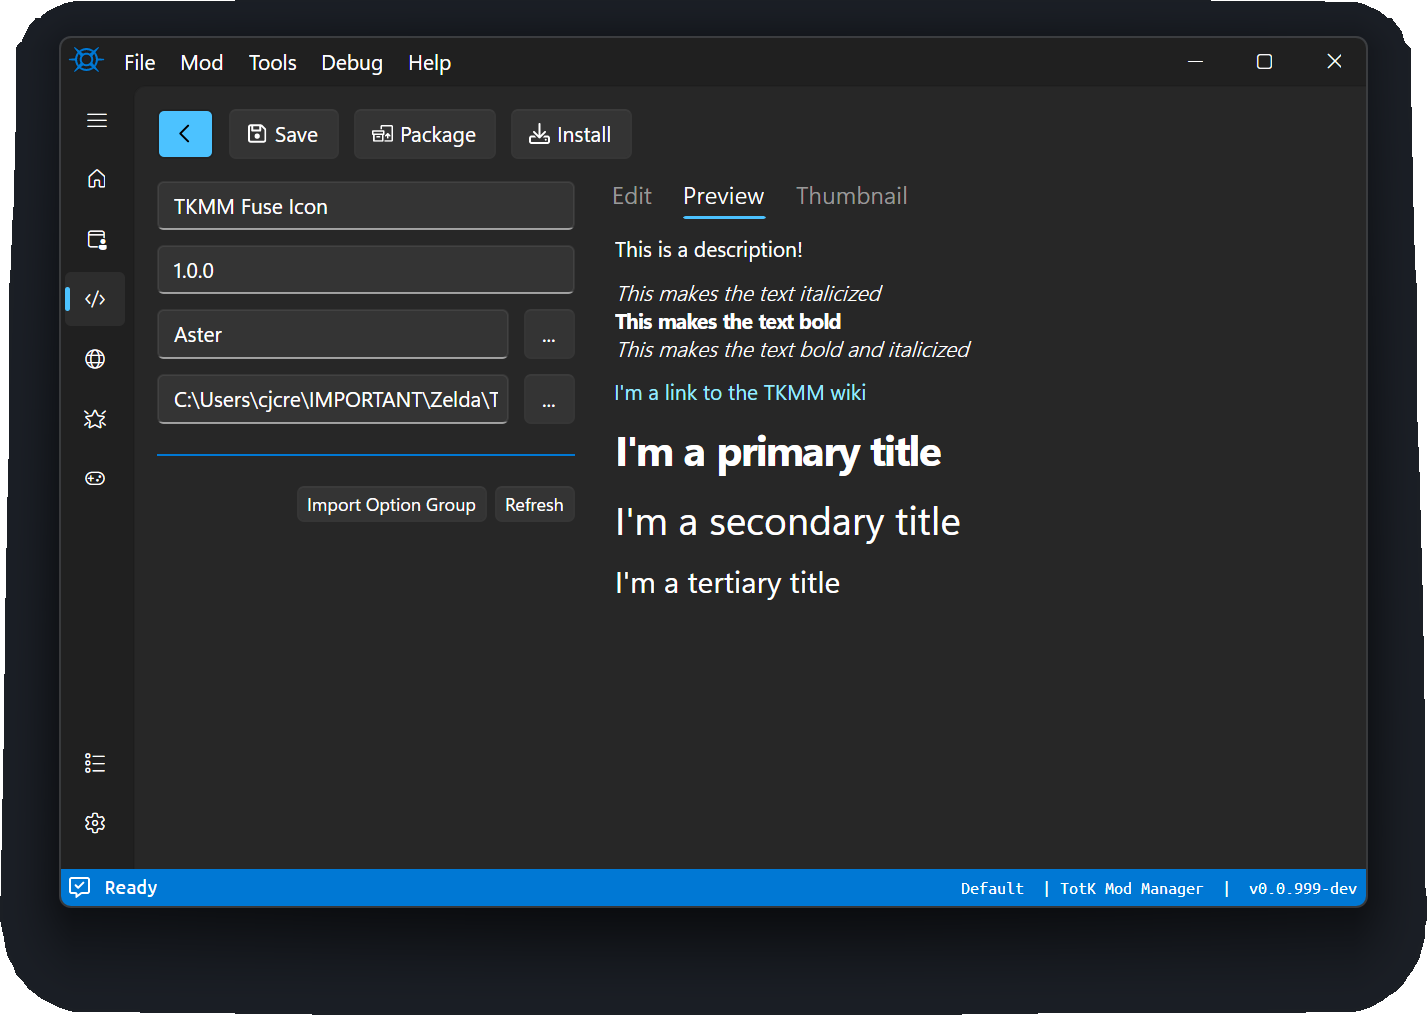 File Mod Tools Debug Help
Save Package Install
TKMM Fuse Icon
1.0.0
Aster ...
C:\Users\cjcre\IMPORTANT\Zelda\T ...
Import Option Group Refresh
Edit Preview Thumbnail
This is a description!
This makes the text italicized
This makes the text bold
This makes the text bold and italicized
I'm a link to the TKMM wiki
I'm a primary title
I'm a secondary title
I'm a tertiary title
Ready Default | TotK Mod Manager | v0.0.999-dev